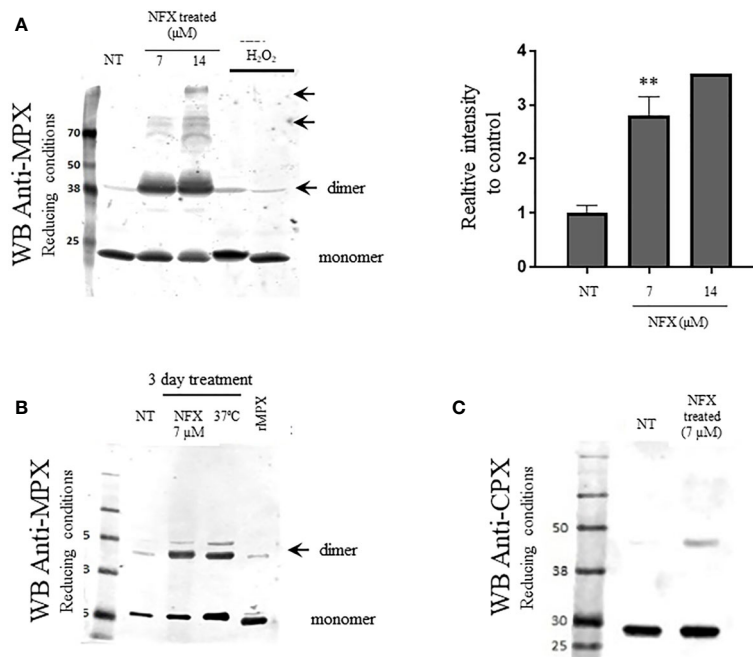 A
NFX treated
(µM)
NT
7
14
H₂O₂
WB Anti-MPX
Reducing conditions
70
50
38
25
dimer
monomer
Realtive intensity
to control
4
3
2
1
0
**
NT
7
14
NFX (µM)
B
3 day treatment
NT
NFX
7 µM
37ºC
rMPX
WB Anti-MPX
Reducing conditions
5
3
5
dimer
monomer
C
NT
NFX
treated
(7 µM)
WB Anti-CPX
Reducing conditions
50
38
30
25